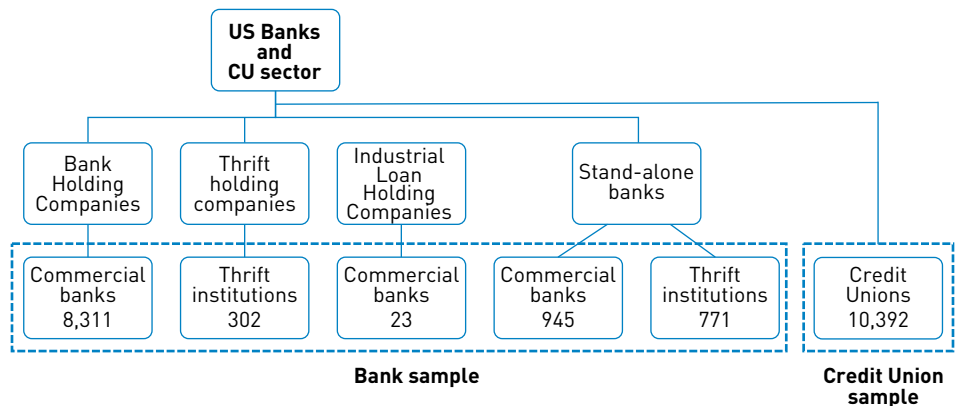 US Banks
and
CU sector
Bank
Holding
Companies
Thrift
holding
companies
Industrial
Loan
Holding
Companies
Stand-alone
banks
Commercial
banks
8,311
Thrift
institutions
302
Commercial
banks
23
Commercial
banks
945
Thrift
institutions
771
Credit
Unions
10,392
Bank sample
Credit Union
sample